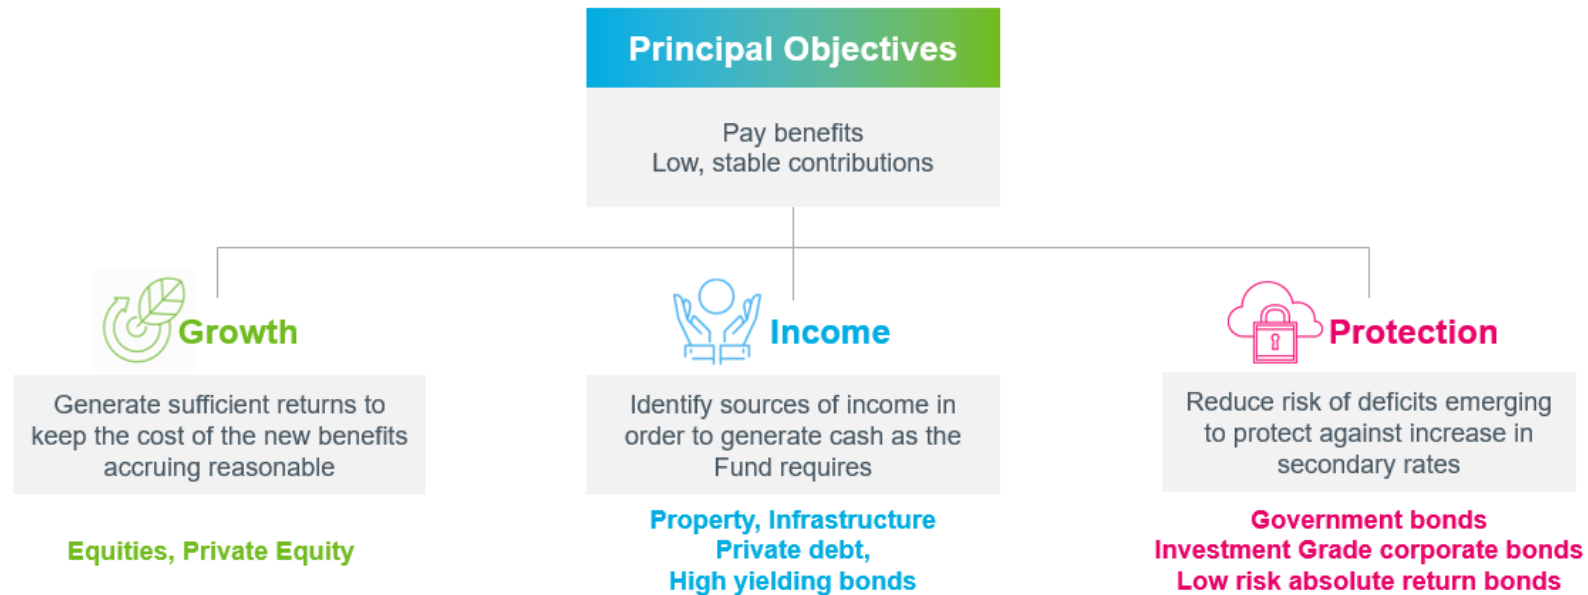 Principal Objectives
Pay benefits
Low, stable contributions
Growth
Generate sufficient returns to
keep the cost of the new benefits
accruing reasonable
Equities, Private Equity
Income
Identify sources of income in
order to generate cash as the
Fund requires
Property, Infrastructure
Private debt,
High yielding bonds
Protection
Reduce risk of deficits emerging
to protect against increase in
secondary rates
Government bonds
Investment Grade corporate bonds
Low risk absolute return bonds